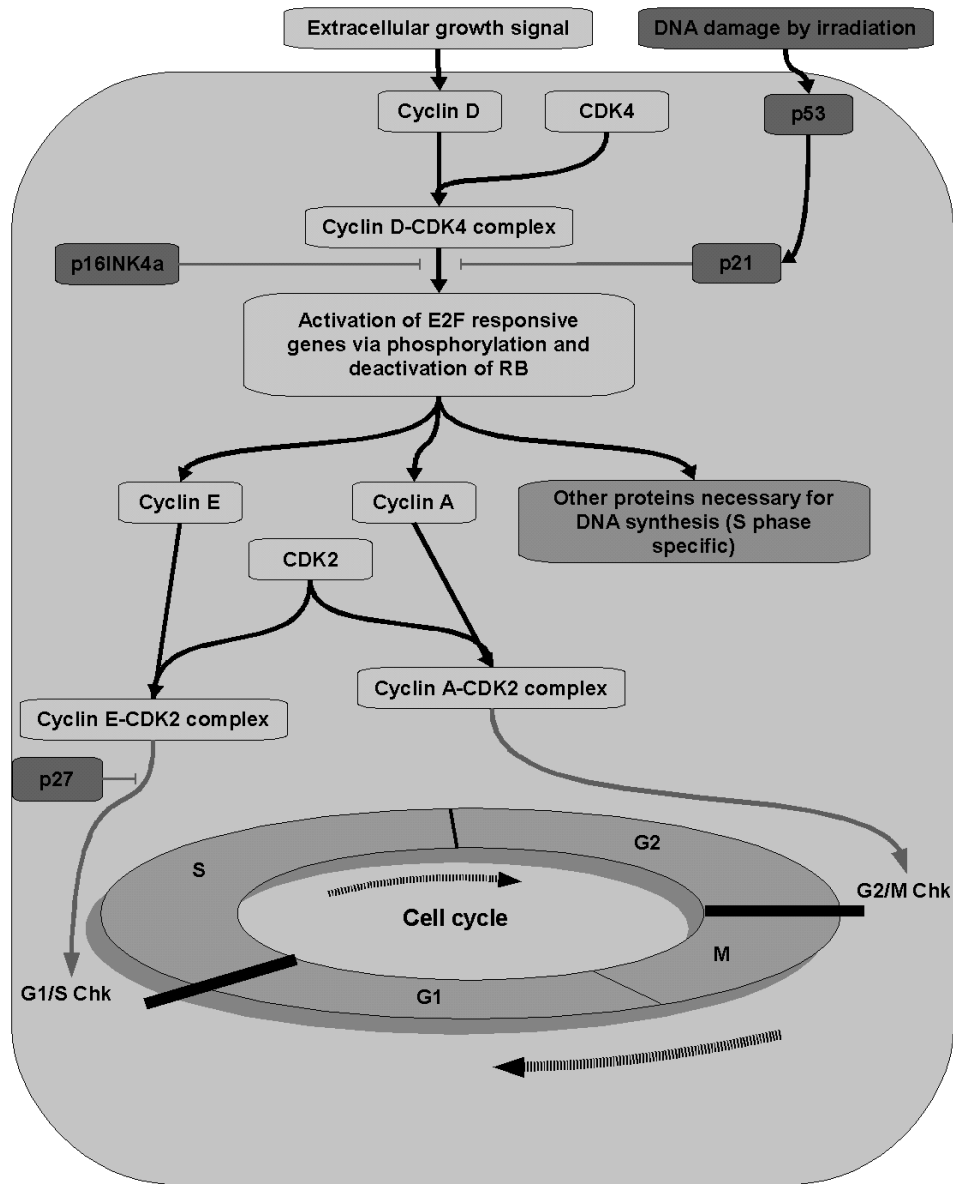 Extracellular growth signal
DNA damage by irradiation
Cyclin D
CDK4
p53
Cyclin D-CDK4 complex
p16INK4a
p21
Activation of E2F responsive
genes via phosphorylation and
deactivation of RB
Cyclin E
Cyclin A
Other proteins necessary for
DNA synthesis (S phase
specific)
CDK2
Cyclin A-CDK2 complex
Cyclin E-CDK2 complex
p27
S
G2
G2/M Chk
Cell cycle
M
G1/S Chk
G1